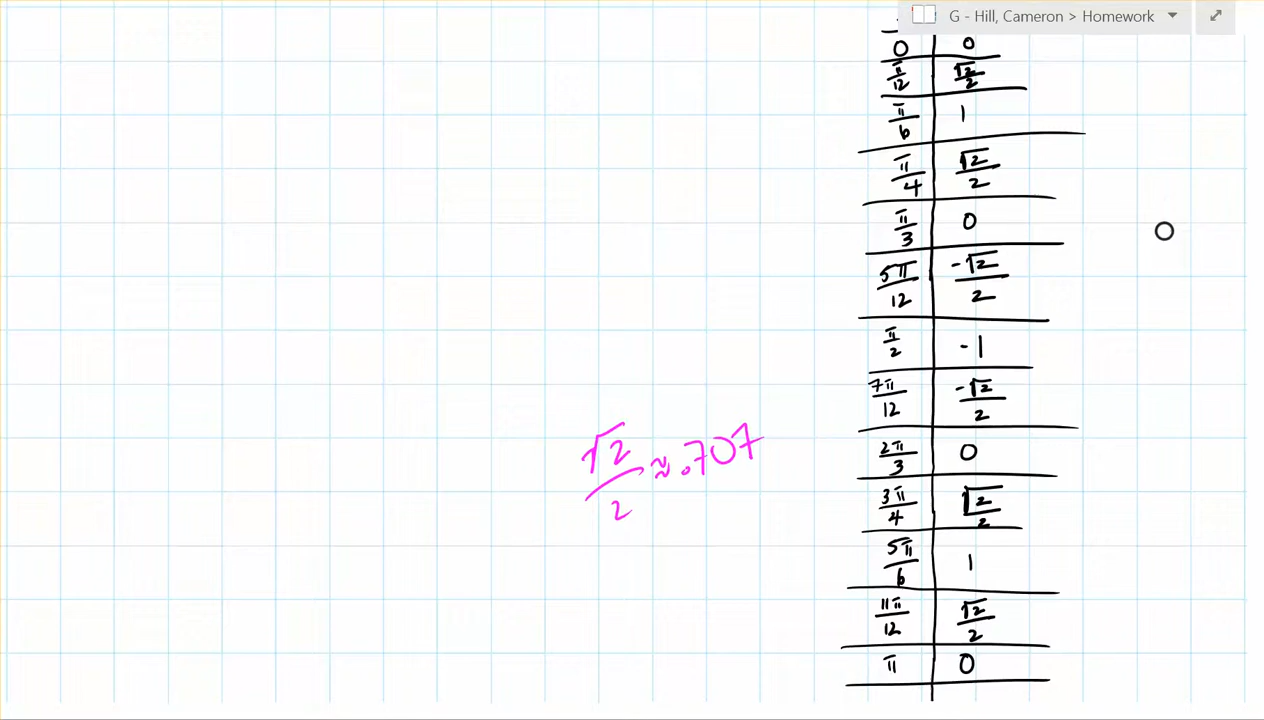 G - Hill, Cameron > Homework
0 | 0
π/12 | √2/2
π/6 | 1
π/4 | √2/2
π/3 | 0
5π/12 | -√2/2
π/2 | -1
7π/12 | -√2/2
√2/2 ≈ .707
2π/3 | 0
3π/4 | √2/2
5π/6 | 1
11π/12 | √2/2
π | 0